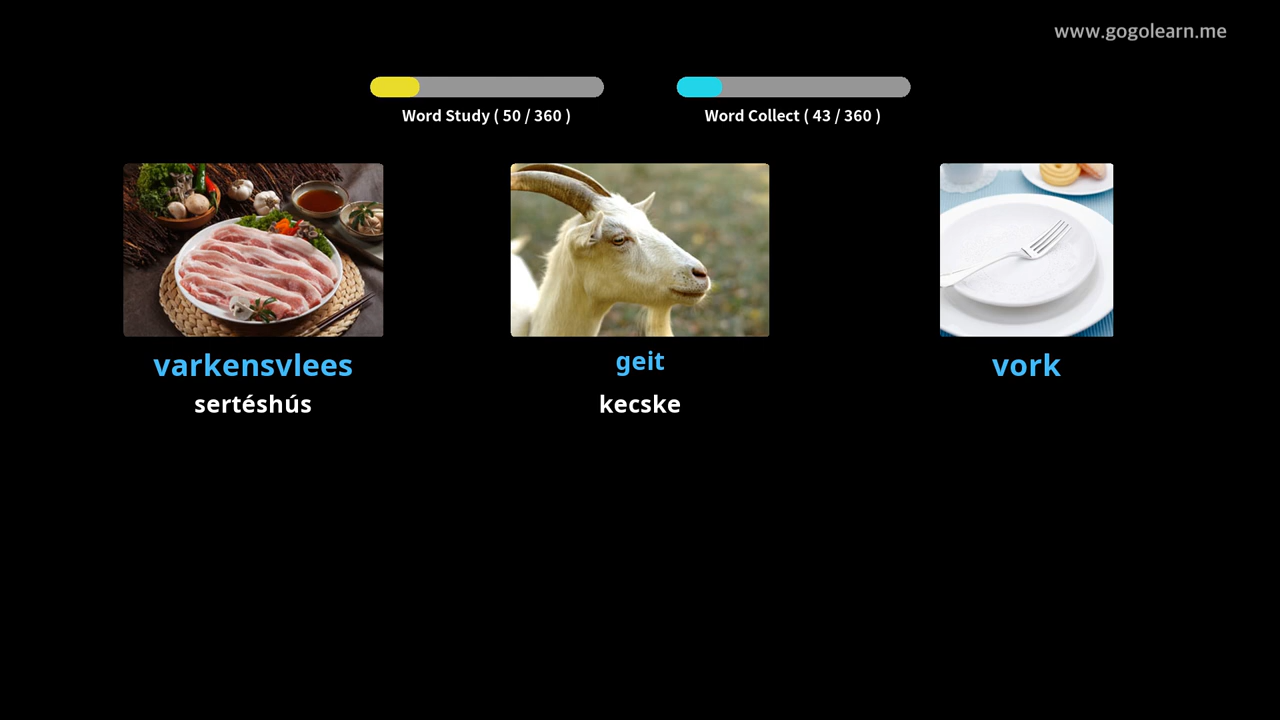 www.gogolearn.me
Word Study ( 50 / 360 )
Word Collect ( 43 / 360 )
varkensvlees
sertéshús
geit
kecske
vork